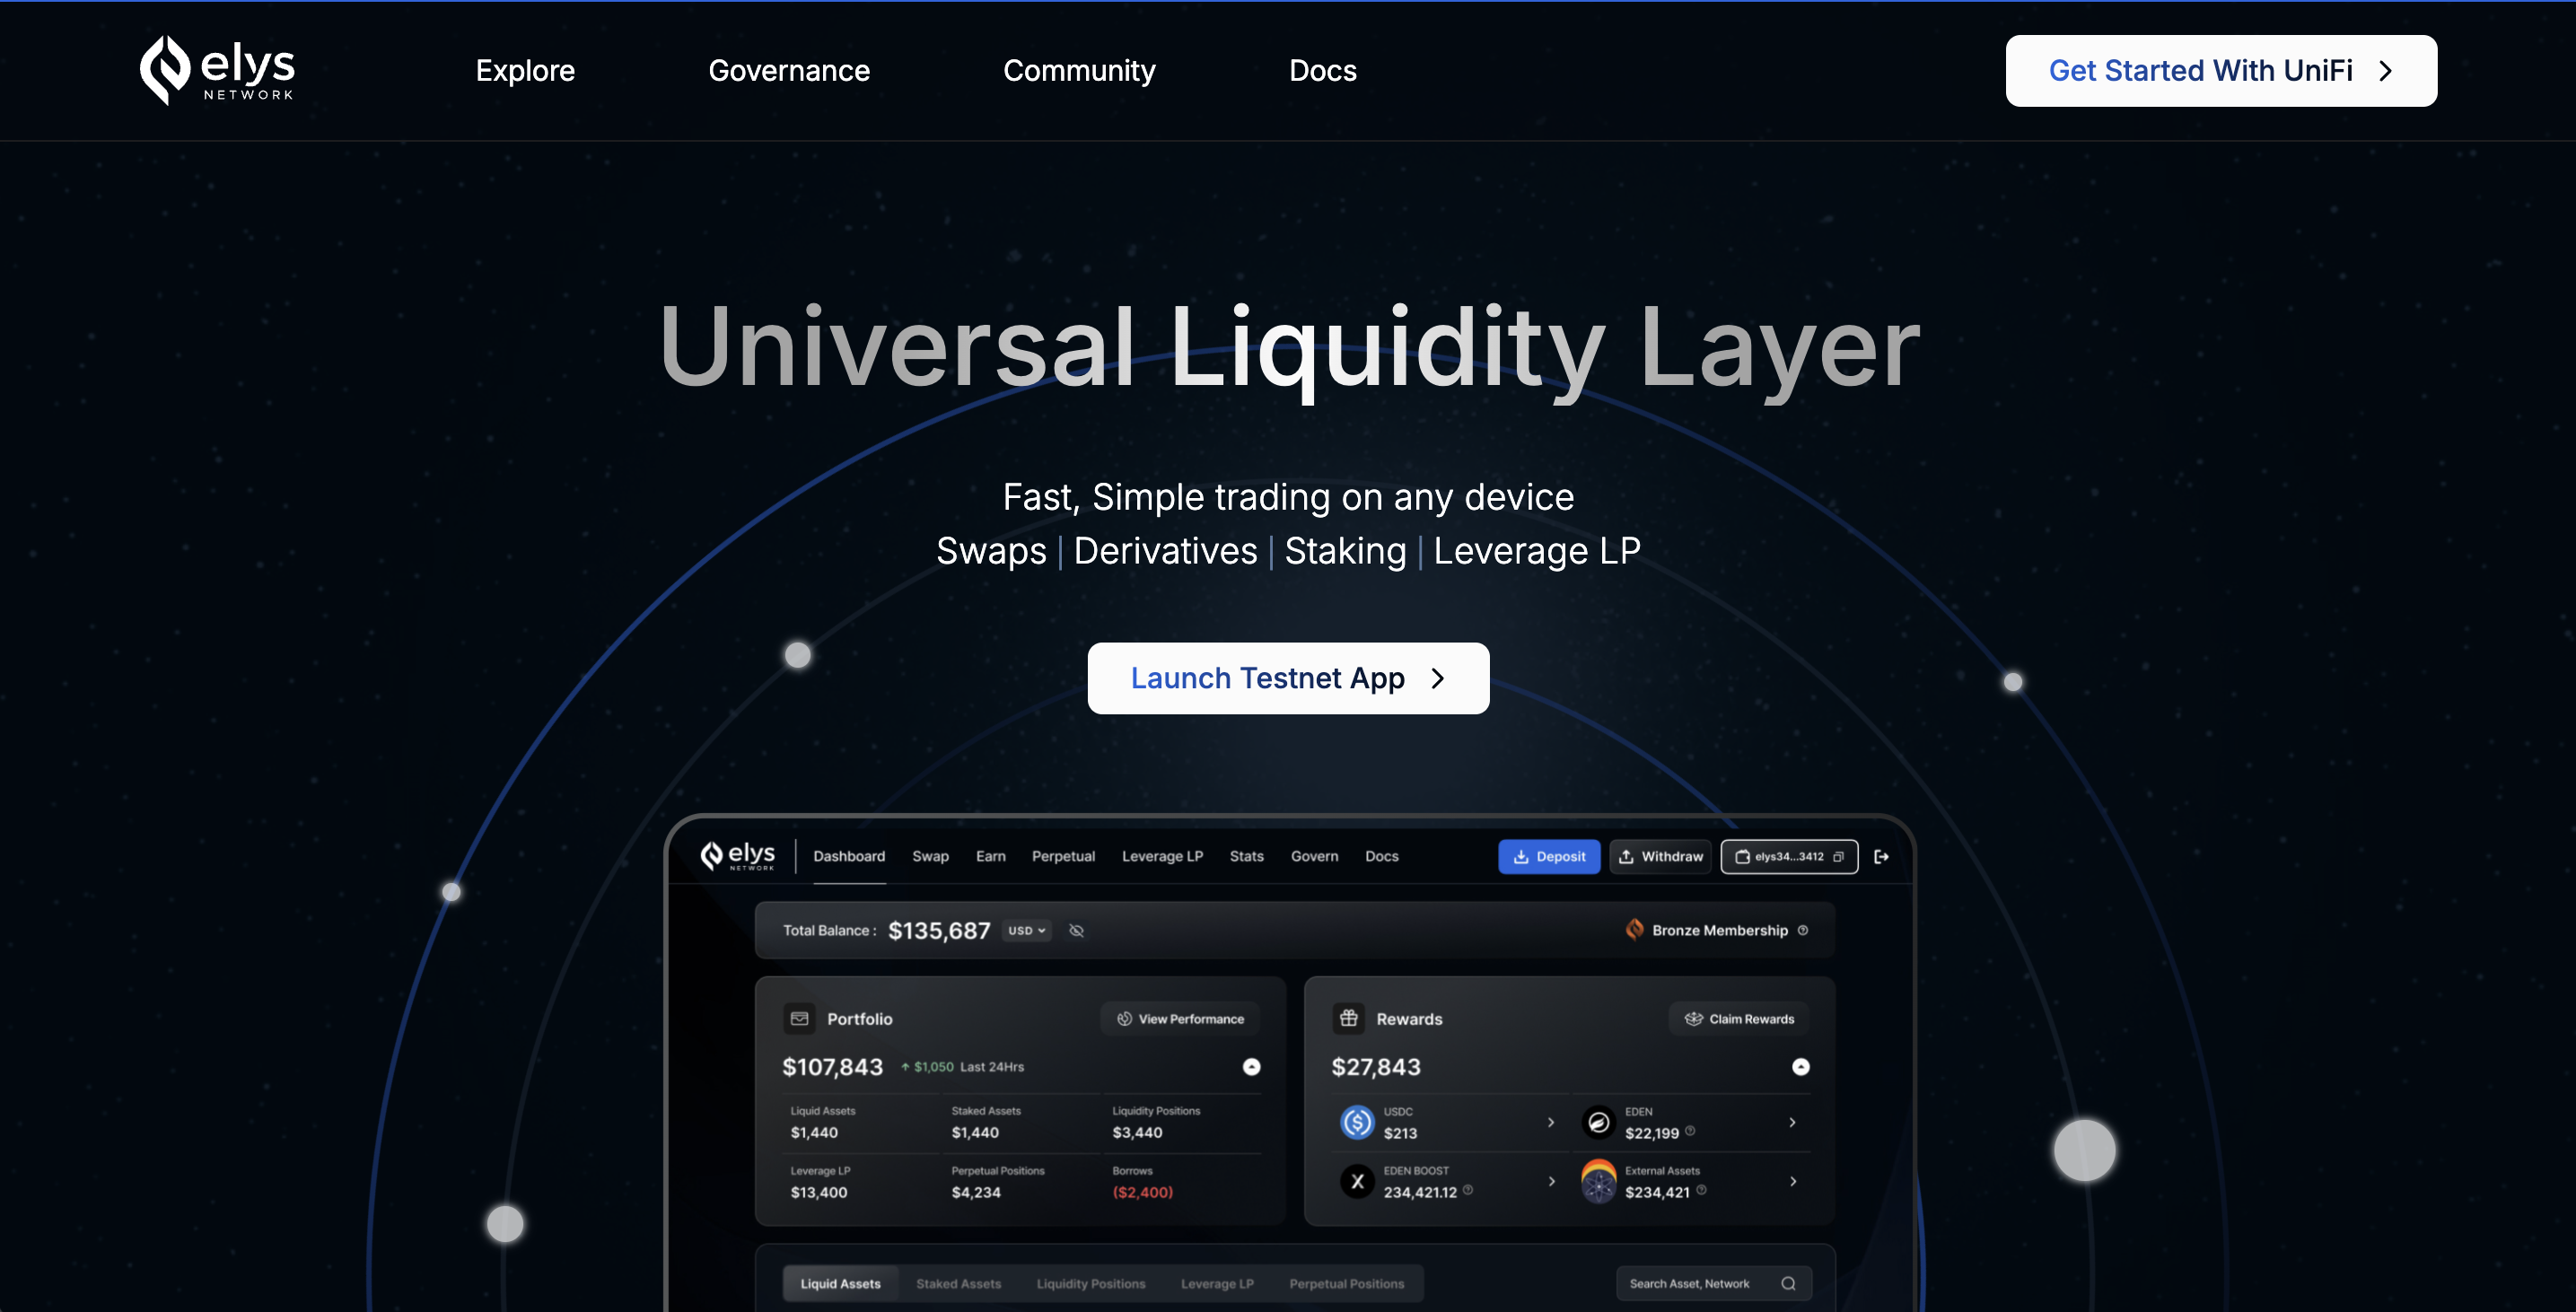 elys
NETWORK
Explore
Governance
Community
Docs
Get Started With UniFi
Universal Liquidity Layer
Fast, Simple trading on any device
Swaps | Derivatives | Staking | Leverage LP
Launch Testnet App
elys
NETWORK
Dashboard
Swap
Earn
Perpetual
Leverage LP
Stats
Govern
Docs
Deposit
Withdraw
elys34...3412
Total Balance : $135,687 USD
Bronze Membership
Portfolio
View Performance
$107,843 $1,050 Last 24Hrs
Liquid Assets
$1,440
Staked Assets
$1,440
Liquidity Positions
$3,440
Leverage LP
$13,400
Perpetual Positions
$4,234
Borrows
($2,400)
Rewards
Claim Rewards
$27,843
USDC
$213
EDEN
$22,199
EDEN BOOST
234,421.12
External Assets
$234,421
Liquid Assets
Staked Assets
Liquidity Positions
Leverage LP
Perpetual Positions
Search Asset, Network